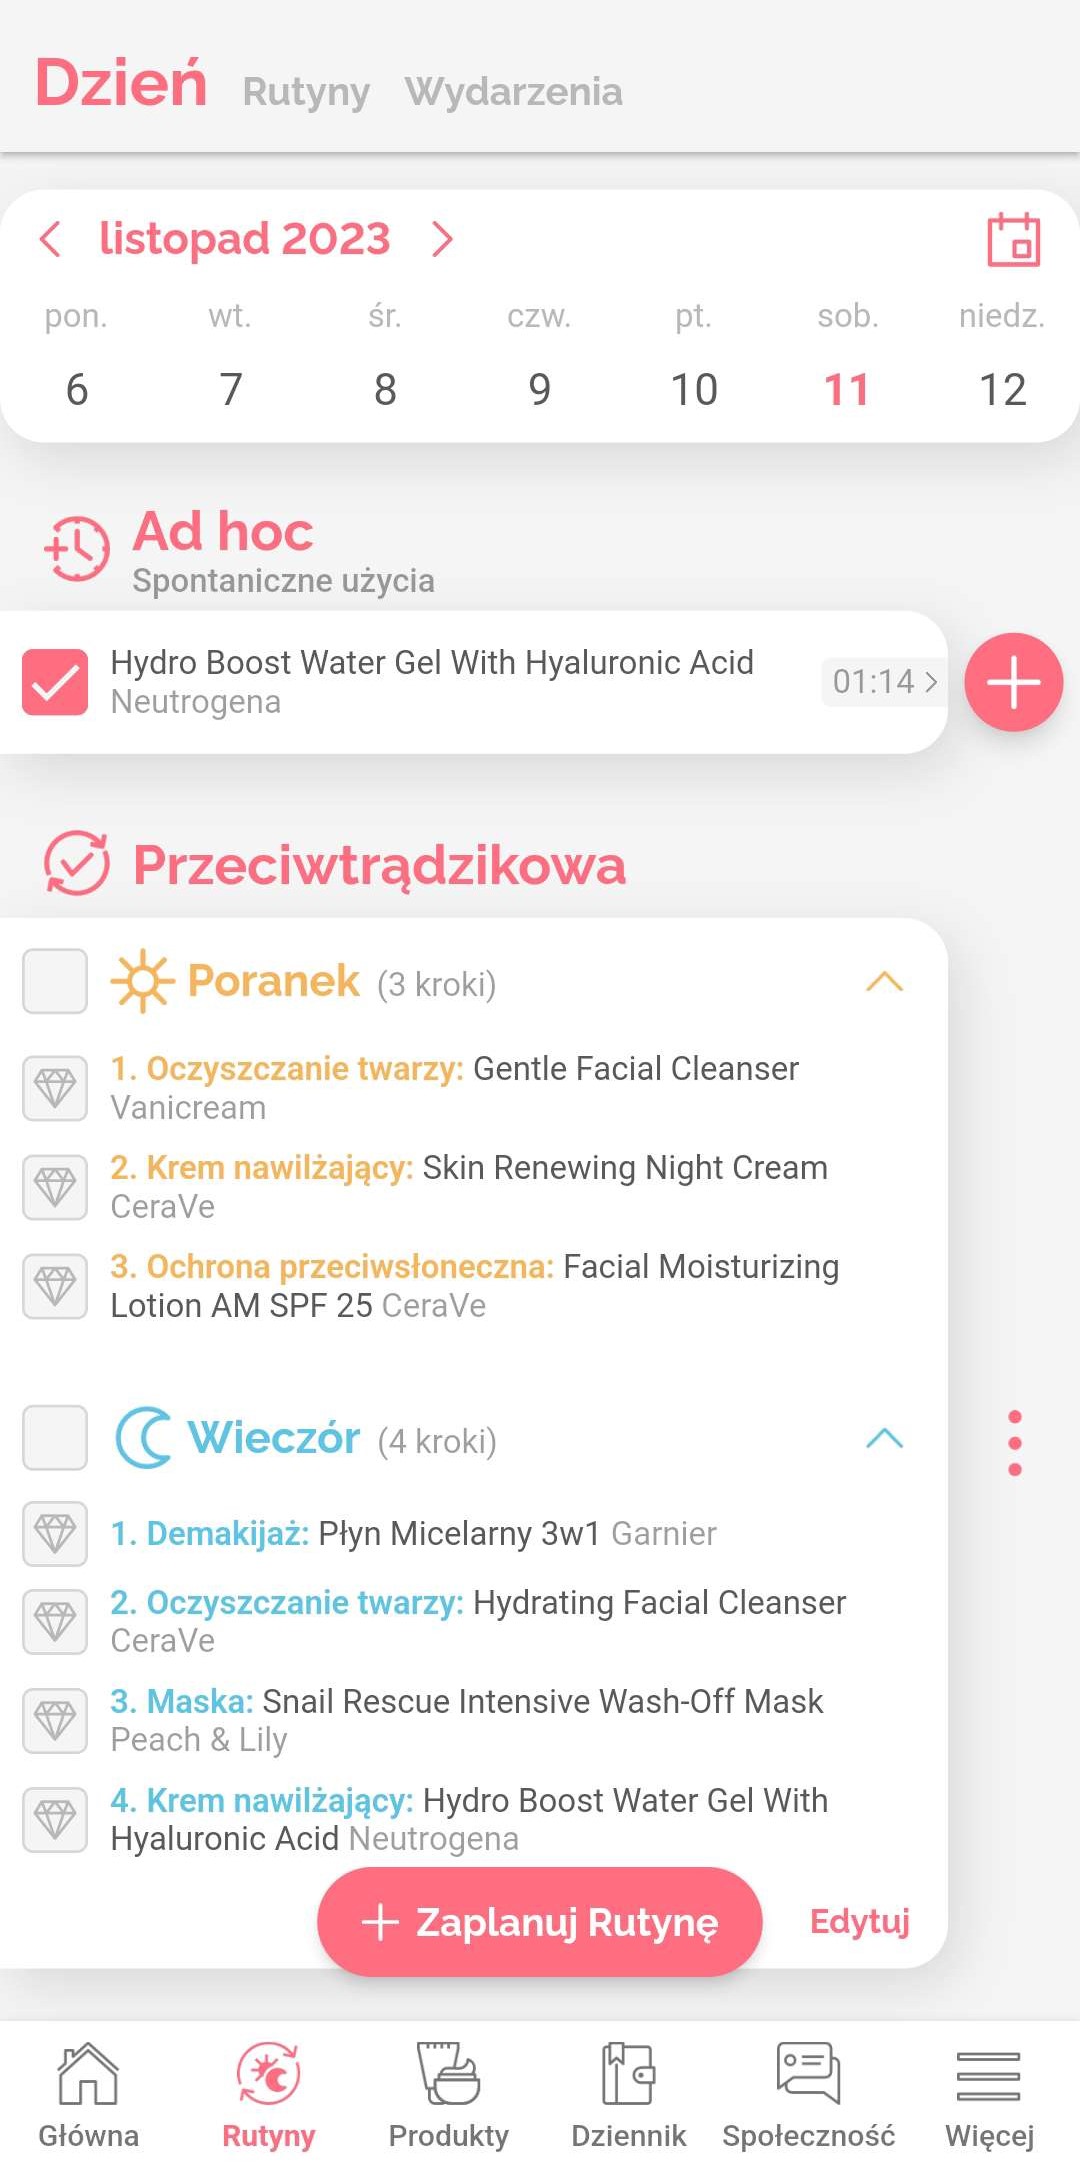 Dzień Rutyny Wydarzenia
listopad 2023
pon. wt. śr. czw. pt. sob. niedz.
6 7 8 9 10 11 12
Ad hoc
Spontaniczne użycia
Hydro Boost Water Gel With Hyaluronic Acid
Neutrogena
01:14
Przeciwtrądzikowa
Poranek (3 kroki)
1. Oczyszczanie twarzy: Gentle Facial Cleanser
Vanicream
2. Krem nawilżający: Skin Renewing Night Cream
CeraVe
3. Ochrona przeciwsłoneczna: Facial Moisturizing
Lotion AM SPF 25 CeraVe
Wieczór (4 kroki)
1. Demakijaż: Płyn Micelarny 3w1 Garnier
2. Oczyszczanie twarzy: Hydrating Facial Cleanser
CeraVe
3. Maska: Snail Rescue Intensive Wash-Off Mask
Peach & Lily
4. Krem nawilżający: Hydro Boost Water Gel With
Hyaluronic Acid Neutrogena
+ Zaplanuj Rutynę
Edytuj
Główna Rutyny Produkty Dziennik Społeczność Więcej